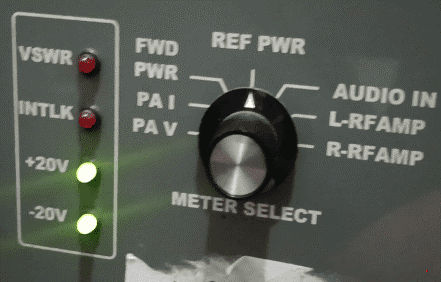 VSWR
INTLK
+20V
-20V
FWD
PWR
PA I
PA V
REF PWR
AUDIO IN
L-RFAMP
R-RFAMP
METER SELECT